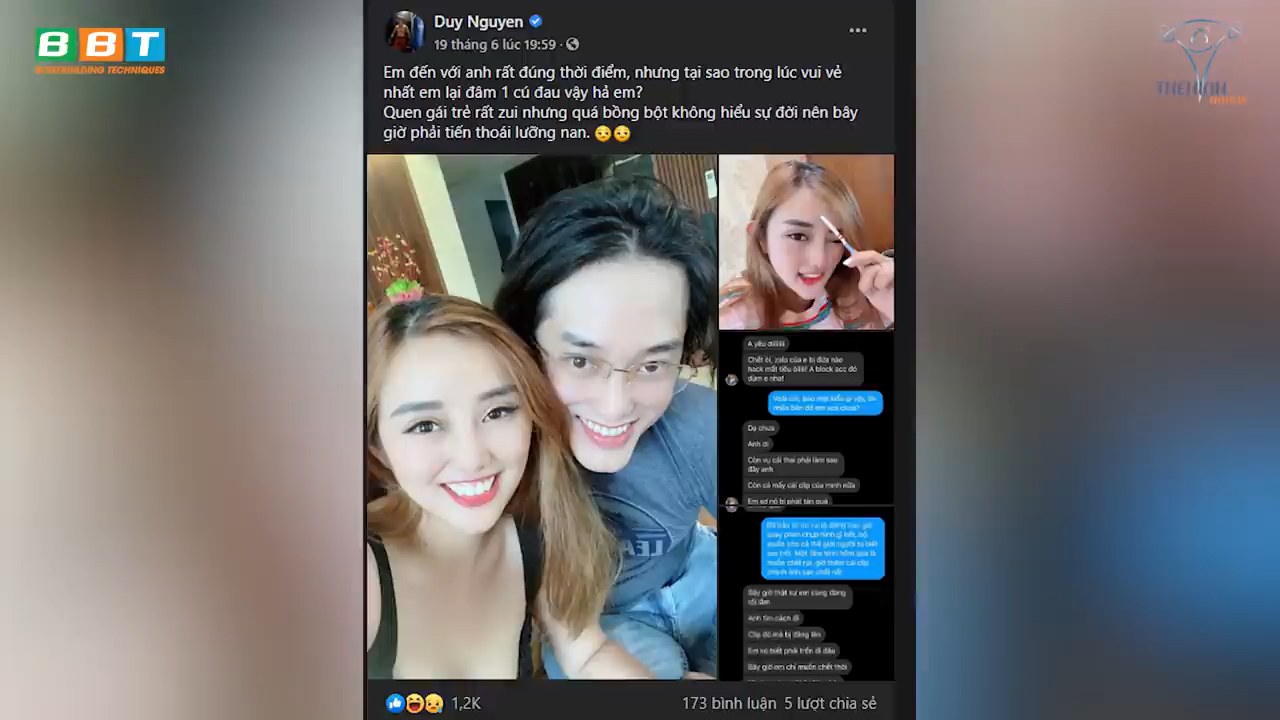 BBT
BODYBUILDING TECHNIQUES
Duy Nguyen
19 tháng 6 lúc 19:59 ·
Em đến với anh rất đúng thời điểm, nhưng tại sao trong lúc vui vẻ
nhất em lại đâm 1 cú đau vậy hả em?
Quen gái trẻ rất zui nhưng quá bồng bột không hiểu sự đời nên bây
giờ phải tiến thoái lưỡng nan. 😒😒
A yêu ơiiiiii
Chết òi, zalo của e bị đứa nào
hack mất tiêu òiiii! A block acc đó
dùm e nha!
Dạ chưa
Anh ơi
Còn vụ cái thai phải làm sao
đây anh
Còn cả mấy cái clip của mình nữa
Em sợ nó bị phát tán quá
Bây giờ thật sự em cũng đang
rối lắm
Anh tìm cách đi
Clip đó mà bị đăng lên
Em ko biết phải trốn đi đâu
Bây giờ em chỉ muốn chết thôi
1,2K
173 bình luận 5 lượt chia sẻ